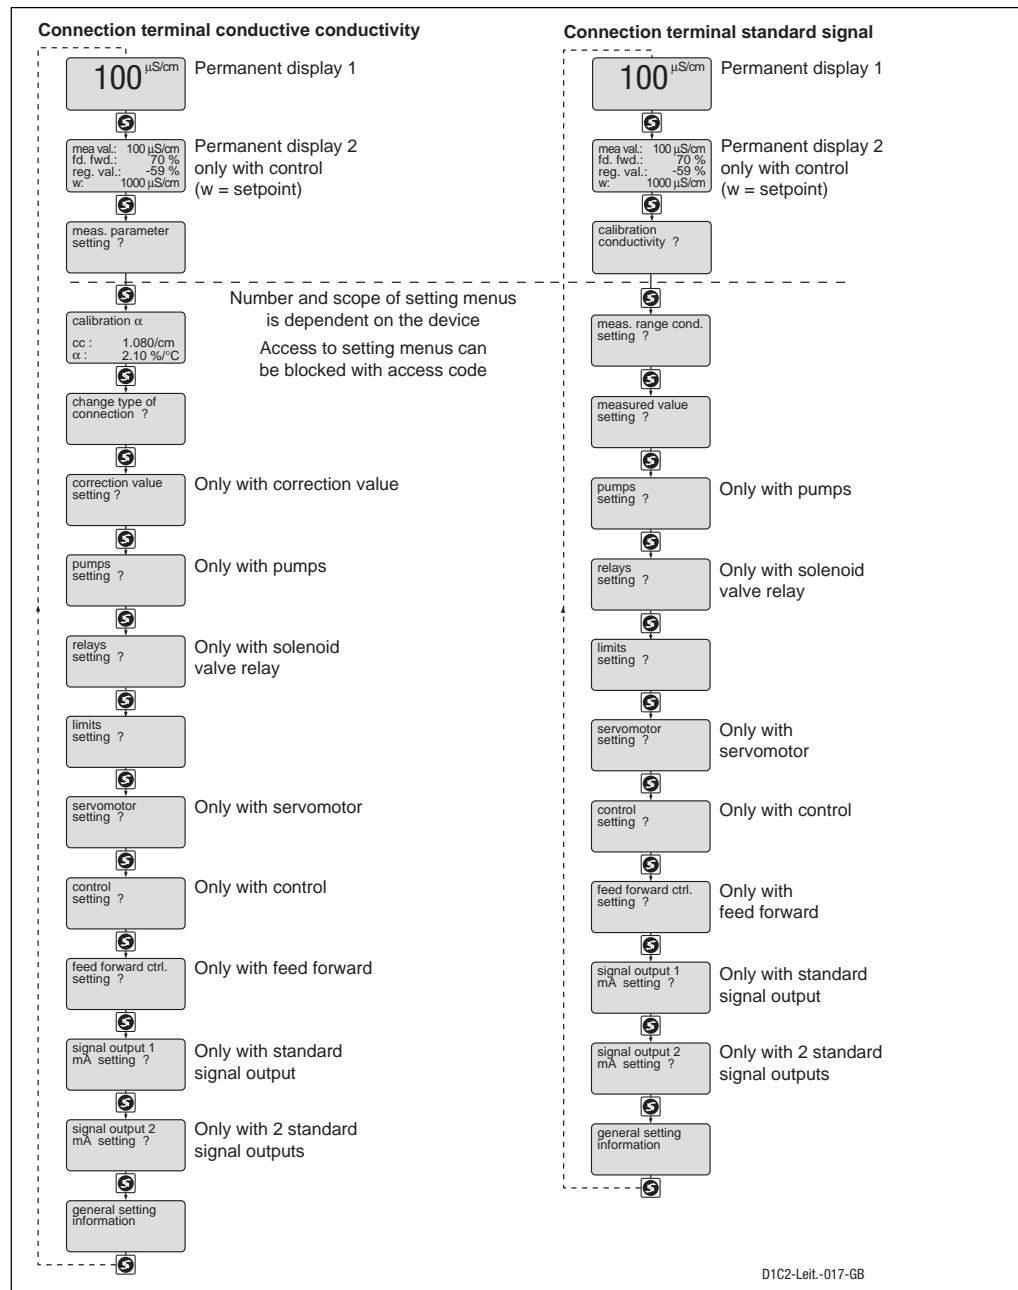 Connection terminal conductive conductivity
100 µS/cm
Permanent display 1
mea val.: 100 µS/cm
fd. fwd.: 70 %
reg. val.: -59 %
w: 1000 µS/cm
Permanent display 2
only with control
(w = setpoint)
meas. parameter
setting ?
Number and scope of setting menus
is dependent on the device
Access to setting menus can
be blocked with access code
calibration α
cc : 1.080/cm
α : 2.10 %/°C
change type of
connection ?
correction value
setting ?
Only with correction value
pumps
setting ?
Only with pumps
relays
setting ?
Only with solenoid
valve relay
limits
setting ?
servomotor
setting ?
Only with servomotor
control
setting ?
Only with control
feed forward ctrl.
setting ?
Only with feed forward
signal output 1
mA setting ?
Only with standard
signal output
signal output 2
mA setting ?
Only with 2 standard
signal outputs
general setting
information
Connection terminal standard signal
100 µS/cm
Permanent display 1
mea val.: 100 µS/cm
fd. fwd.: 70 %
reg. val.: -59 %
w: 1000 µS/cm
Permanent display 2
only with control
(w = setpoint)
calibration
conductivity ?
meas. range cond.
setting ?
measured value
setting ?
pumps
setting ?
Only with pumps
relays
setting ?
Only with solenoid
valve relay
limits
setting ?
servomotor
setting ?
Only with
servomotor
control
setting ?
Only with control
feed forward ctrl.
setting ?
Only with
feed forward
signal output 1
mA setting ?
Only with standard
signal output
signal output 2
mA setting ?
Only with 2 standard
signal outputs
general setting
information
D1C2-Leit.-017-GB